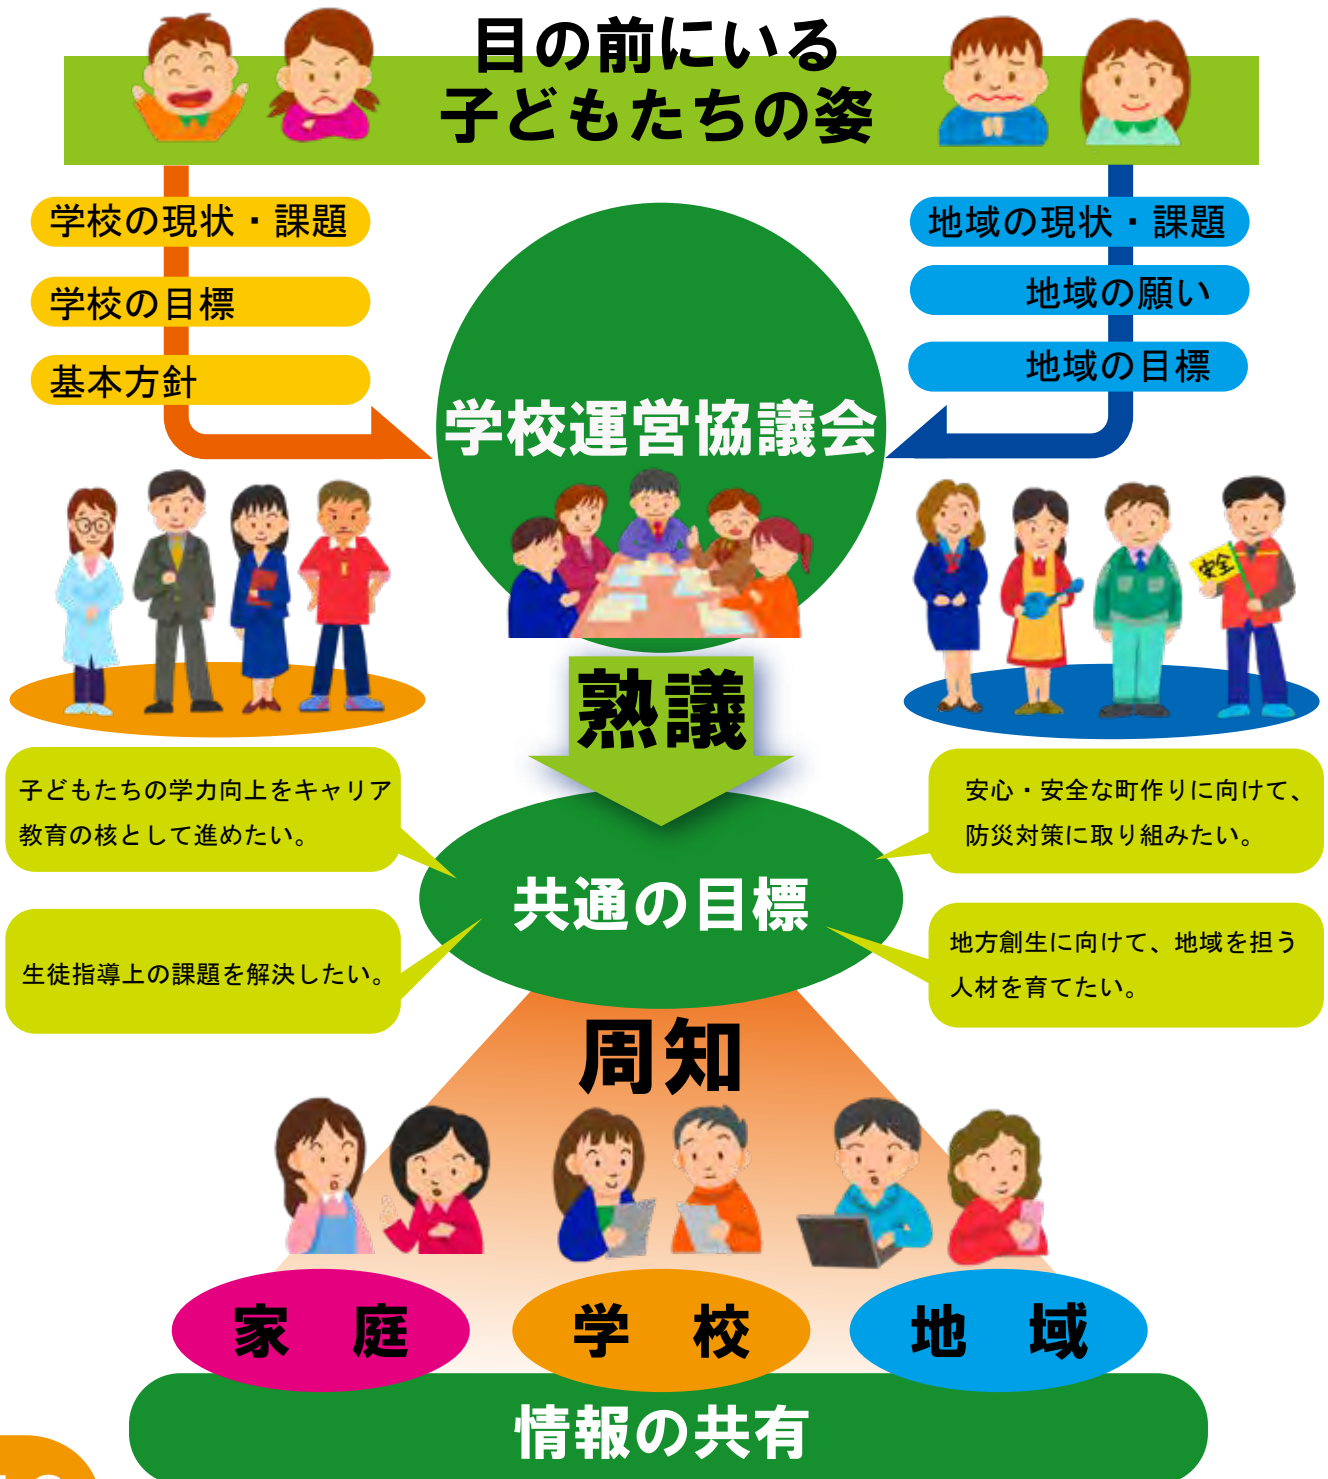 目の前にいる
子どもたちの姿
学校の現状・課題
学校の目標
基本方針
地域の現状・課題
地域の願い
地域の目標
学校運営協議会
安全
熟議
子どもたちの学力向上をキャリア
教育の核として進めたい。
生徒指導上の課題を解決したい。
安心・安全な町作りに向けて、
防災対策に取り組みたい。
地方創生に向けて、地域を担う
人材を育てたい。
共通の目標
周知
家　庭
学　校
地　域
情報の共有